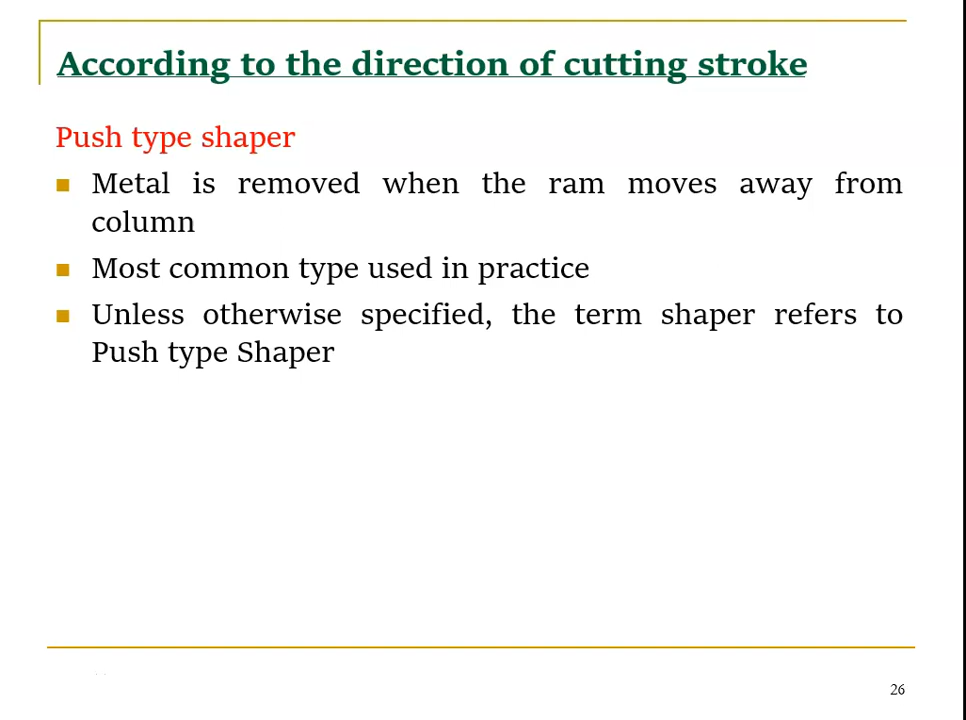 According to the direction of cutting stroke
Push type shaper
Metal is removed when the ram moves away from
column
Most common type used in practice
Unless otherwise specified, the term shaper refers to
Push type Shaper
26